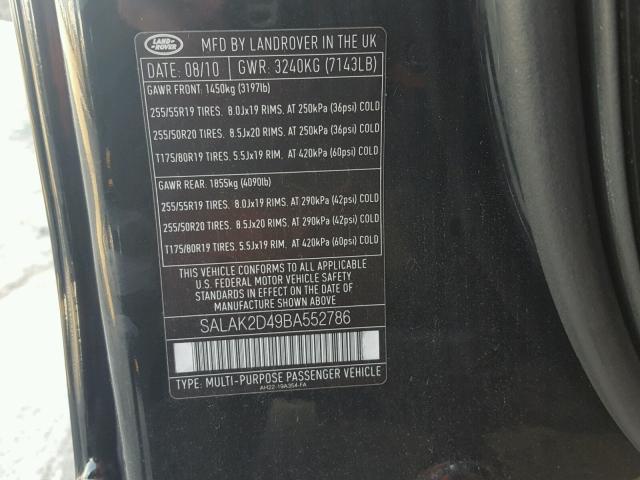 LAND-
ROVER
MFD BY LANDROVER IN THE UK
DATE: 08/10 GWR: 3240KG (7143LB)
GAWR FRONT: 1450kg (3197lb)
255/55R19 TIRES. 8.0Jx19 RIMS. AT 250kPa (36psi) COLD
255/50R20 TIRES. 8.5Jx20 RIMS. AT 250kPa (36psi) COLD
T175/80R19 TIRES. 5.5Jx19 RIM. AT 420kPa (60psi) COLD
GAWR REAR: 1855kg (4090lb)
255/55R19 TIRES. 8.0Jx19 RIMS. AT 290kPa (42psi) COLD
255/50R20 TIRES. 8.5Jx20 RIMS. AT 290kPa (42psi) COLD
T175/80R19 TIRES. 5.5Jx19 RIM. AT 420kPa (60psi) COLD
THIS VEHICLE CONFORMS TO ALL APPLICABLE
U.S. FEDERAL MOTOR VEHICLE SAFETY
STANDARDS IN EFFECT ON THE DATE OF
MANUFACTURE SHOWN ABOVE.
SALAK2D49BA552786
TYPE: MULTI-PURPOSE PASSENGER VEHICLE
AH22-19A354-FA